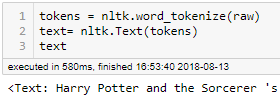 1 tokens = nltk.word_tokenize(raw)
2 text= nltk.Text(tokens)
3 text
executed in 580ms, finished 16:53:40 2018-08-13
<Text: Harry Potter and the Sorcerer 's